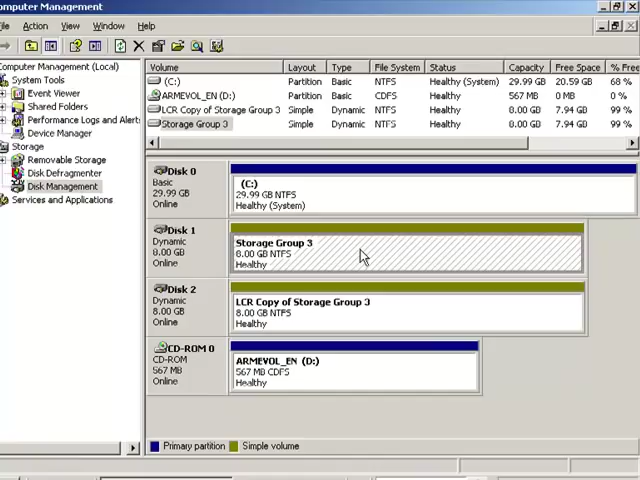 Computer Management
File Action View Window Help
Computer Management (Local)
System Tools
Event Viewer
Shared Folders
Performance Logs and Alerts
Device Manager
Storage
Removable Storage
Disk Defragmenter
Disk Management
Services and Applications
Volume Layout Type File System Status Capacity Free Space % Free
(C:) Partition Basic NTFS Healthy (System) 29.99 GB 20.59 GB 68 %
ARMEVOL_EN (D:) Partition Basic CDFS Healthy 567 MB 0 MB 0 %
LCR Copy of Storage Group 3 Simple Dynamic NTFS Healthy 8.00 GB 7.94 GB 99 %
Storage Group 3 Simple Dynamic NTFS Healthy 8.00 GB 7.94 GB 99 %
Disk 0
Basic
29.99 GB
Online
(C:)
29.99 GB NTFS
Healthy (System)
Disk 1
Dynamic
8.00 GB
Online
Storage Group 3
8.00 GB NTFS
Healthy
Disk 2
Dynamic
8.00 GB
Online
LCR Copy of Storage Group 3
8.00 GB NTFS
Healthy
CD-ROM 0
CD-ROM
567 MB
Online
ARMEVOL_EN (D:)
567 MB CDFS
Healthy
Primary partition Simple volume